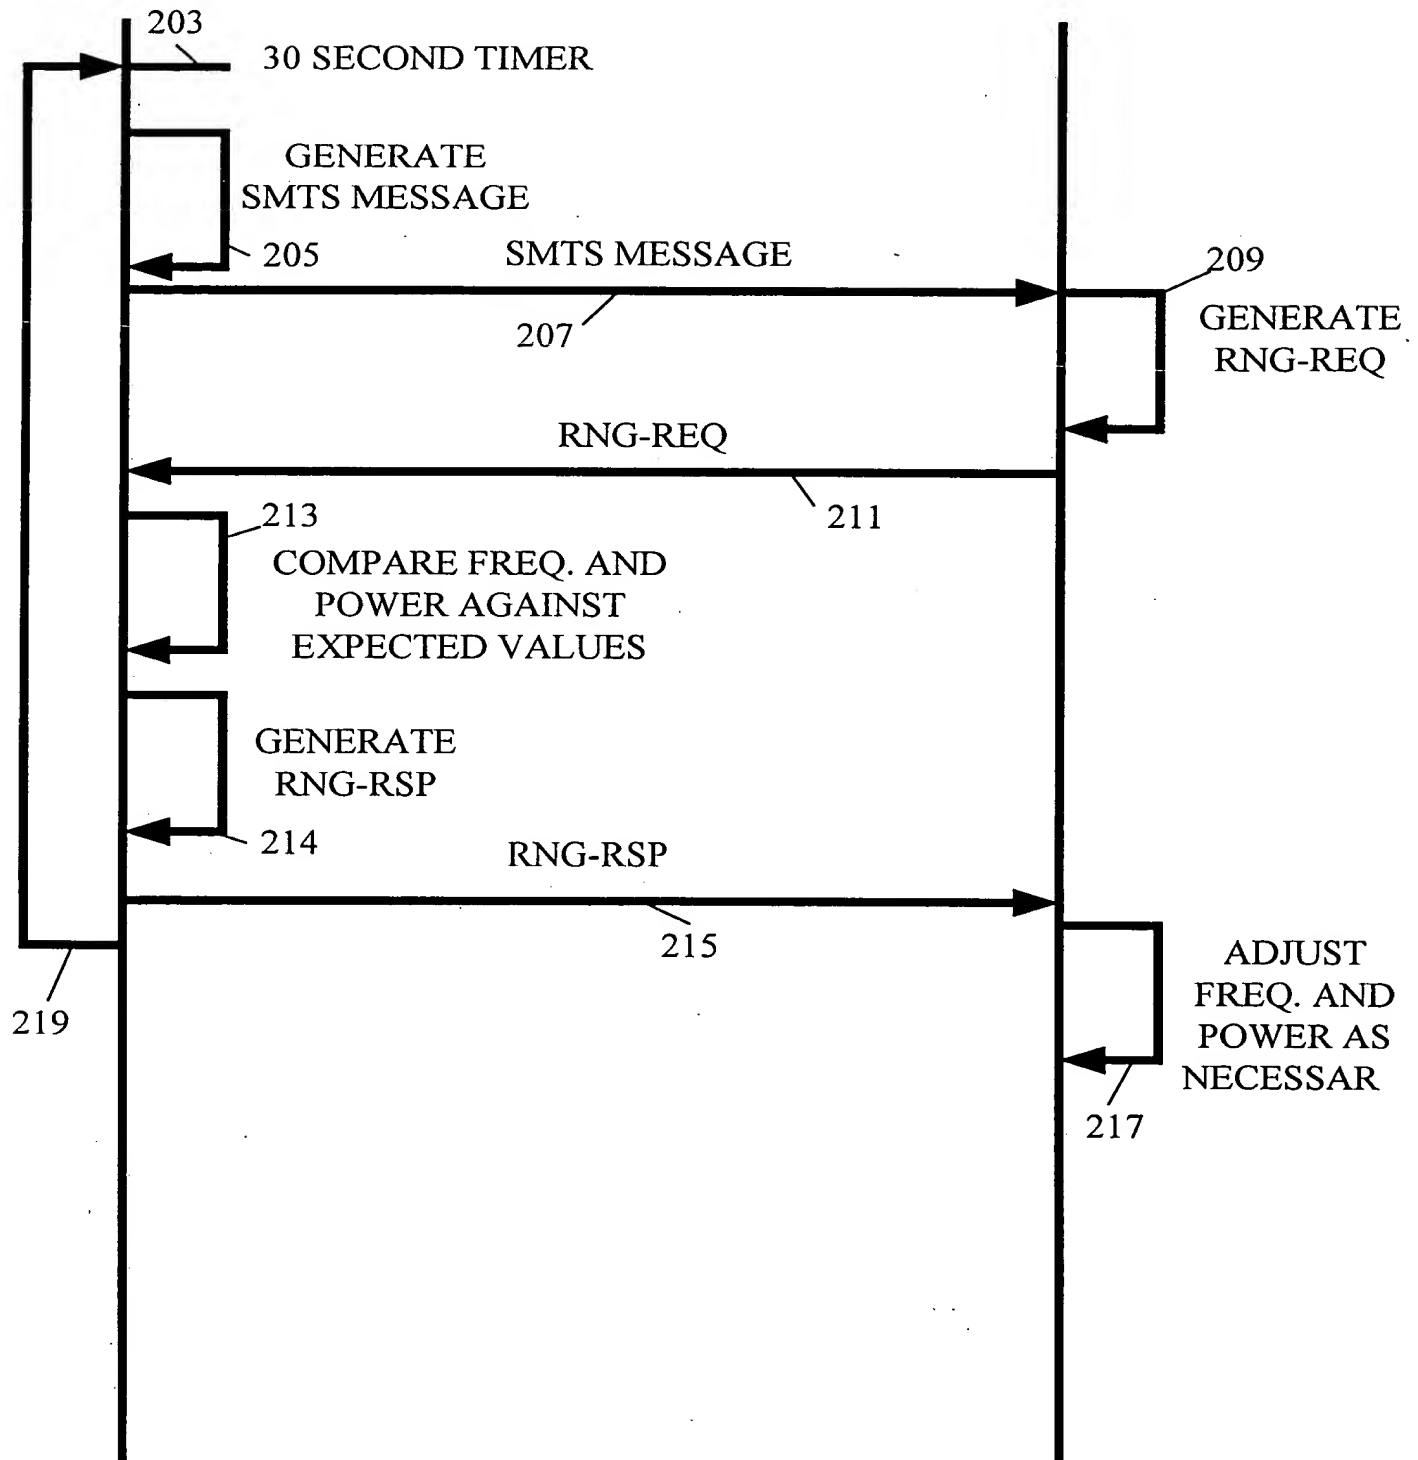 203
30 SECOND TIMER
GENERATE
SMTS MESSAGE
205
SMTS MESSAGE
207
209
GENERATE
RNG-REQ
RNG-REQ
211
213
COMPARE FREQ. AND
POWER AGAINST
EXPECTED VALUES
GENERATE
RNG-RSP
214
RNG-RSP
215
219
ADJUST
FREQ. AND
POWER AS
NECESSAR
217